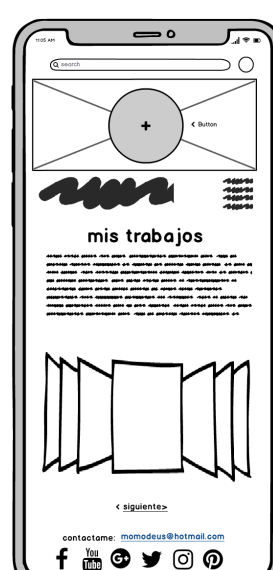 11:05 AM
search
+
< Button
mis trabajos
< siguiente>
contactame: momodeus@hotmail.com
f You Tube G+